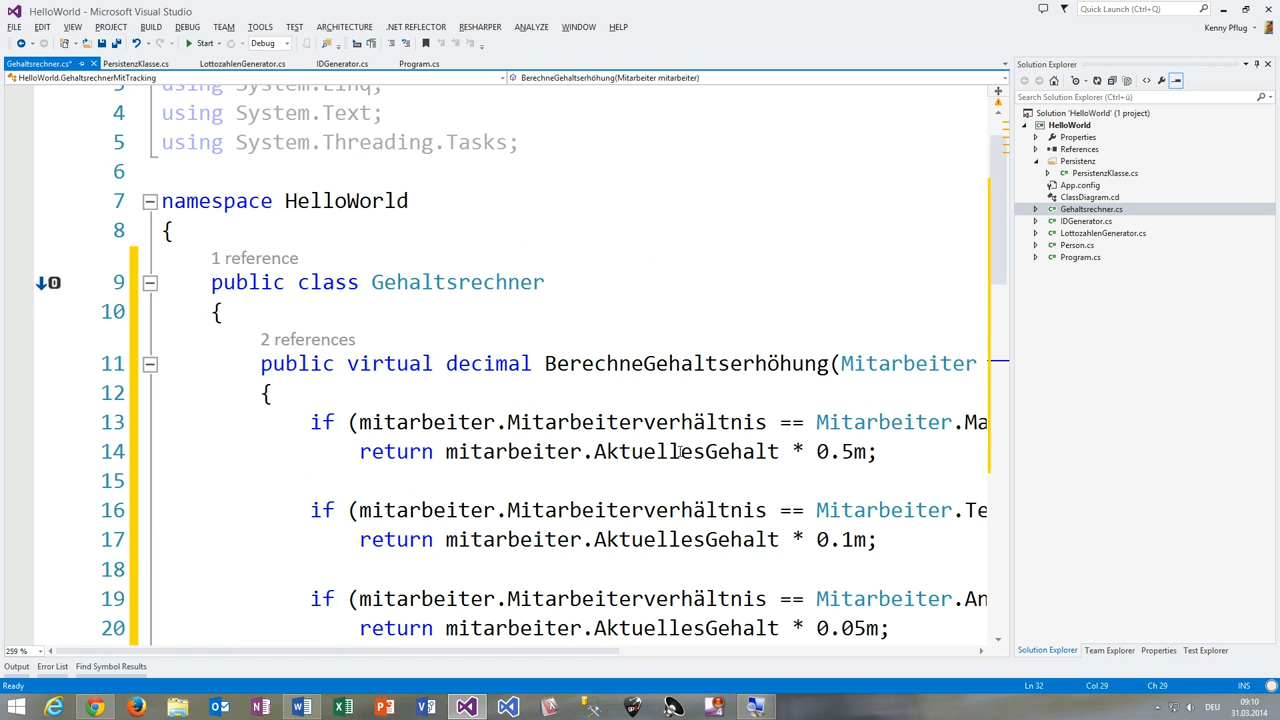 HelloWorld - Microsoft Visual Studio
Quick Launch (Ctrl+Ü)
FILE EDIT VIEW PROJECT BUILD DEBUG TEAM TOOLS TEST ARCHITECTURE .NET REFLECTOR RESHARPER ANALYZE WINDOW HELP
Kenny Pflug
Start Debug
Gehaltsrechner.cs* PersistenzKlasse.cs LottozahlenGenerator.cs IDGenerator.cs Program.cs
HelloWorld.GehaltsrechnerMitTracking
BerechneGehaltserhöhung(Mitarbeiter mitarbeiter)
3 using System.Linq;
4 using System.Text;
5 using System.Threading.Tasks;
6
7 namespace HelloWorld
8 {
1 reference
9 public class Gehaltsrechner
10 {
2 references
11 public virtual decimal BerechneGehaltserhöhung(Mitarbeiter
12 {
13 if (mitarbeiter.Mitarbeiterverhältnis == Mitarbeiter.Ma
14 return mitarbeiter.AktuellesGehalt * 0.5m;
15
16 if (mitarbeiter.Mitarbeiterverhältnis == Mitarbeiter.Te
17 return mitarbeiter.AktuellesGehalt * 0.1m;
18
19 if (mitarbeiter.Mitarbeiterverhältnis == Mitarbeiter.An
20 return mitarbeiter.AktuellesGehalt * 0.05m;
259 %
Solution Explorer
Search Solution Explorer (Ctrl+ü)
Solution 'HelloWorld' (1 project)
HelloWorld
Properties
References
Persistenz
PersistenzKlasse.cs
App.config
ClassDiagram.cd
Gehaltsrechner.cs
IDGenerator.cs
LottozahlenGenerator.cs
Person.cs
Program.cs
Solution Explorer Team Explorer Properties Test Explorer
Output Error List Find Symbol Results
Ready
Ln 32 Col 29 Ch 29 INS
DEU
09:10
31.03.2014